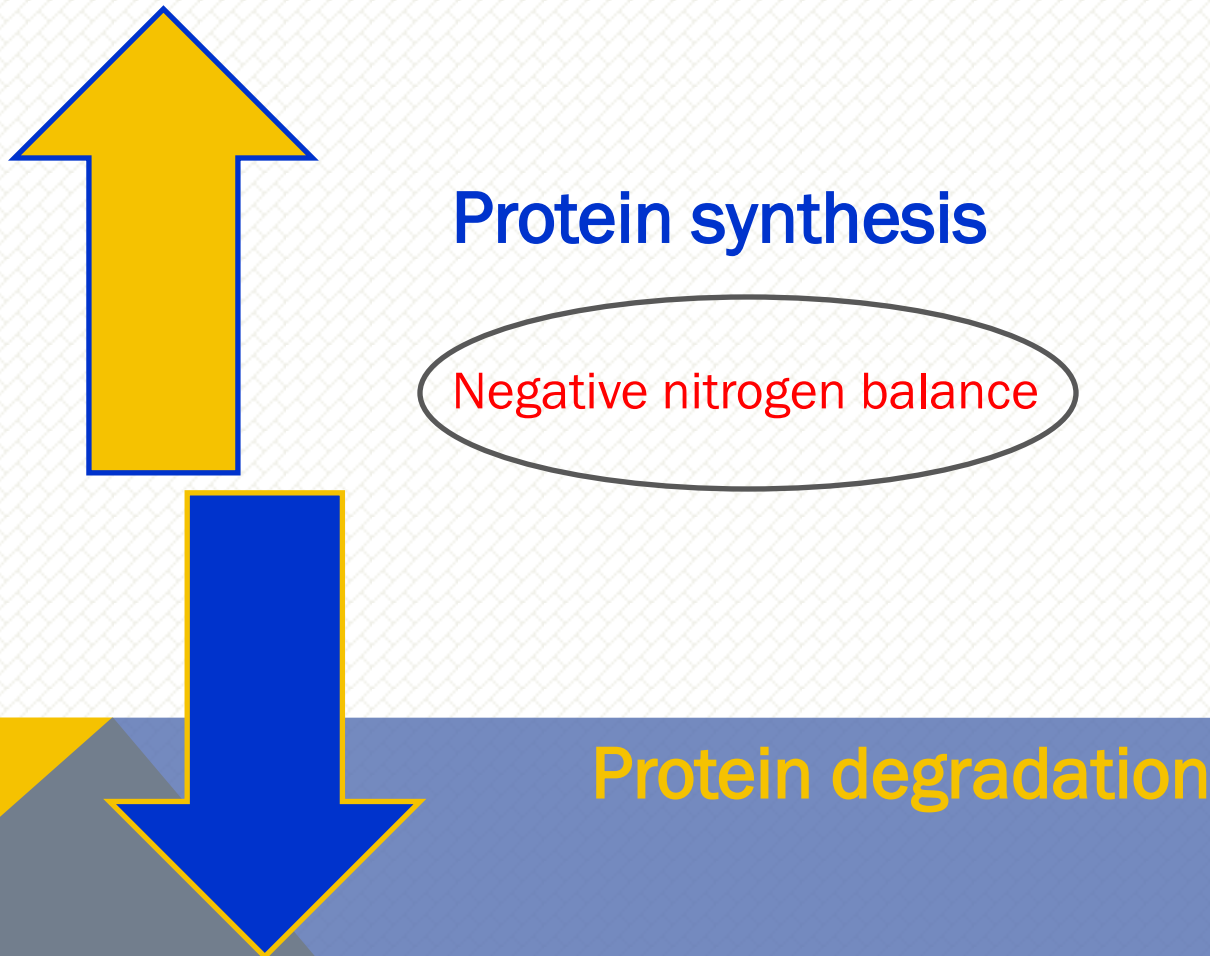 Protein synthesis
Negative nitrogen balance
Protein degradation